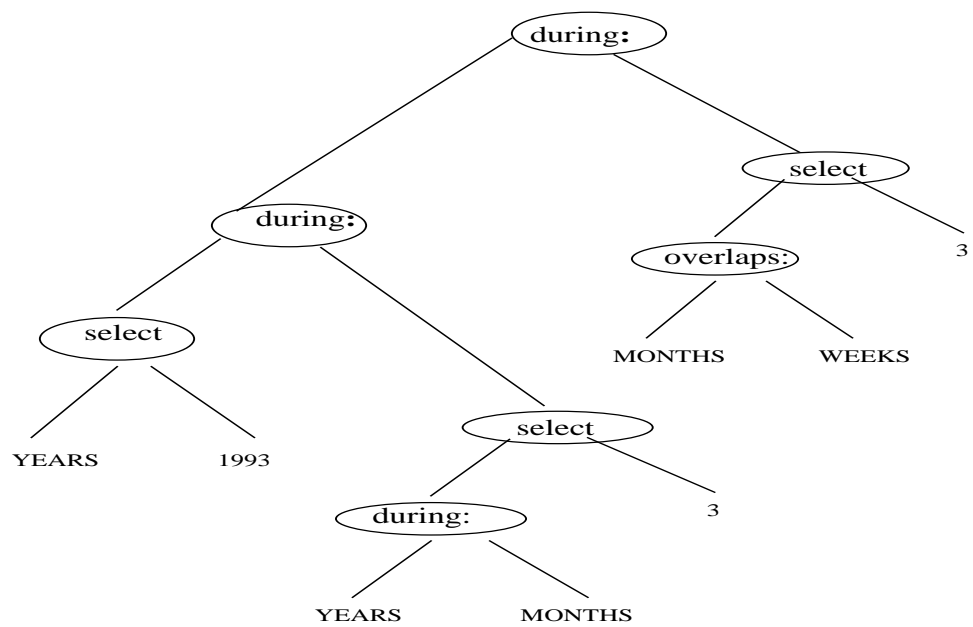 during:
select
during:
3
overlaps:
select
MONTHS
WEEKS
select
YEARS
1993
3
during:
YEARS
MONTHS